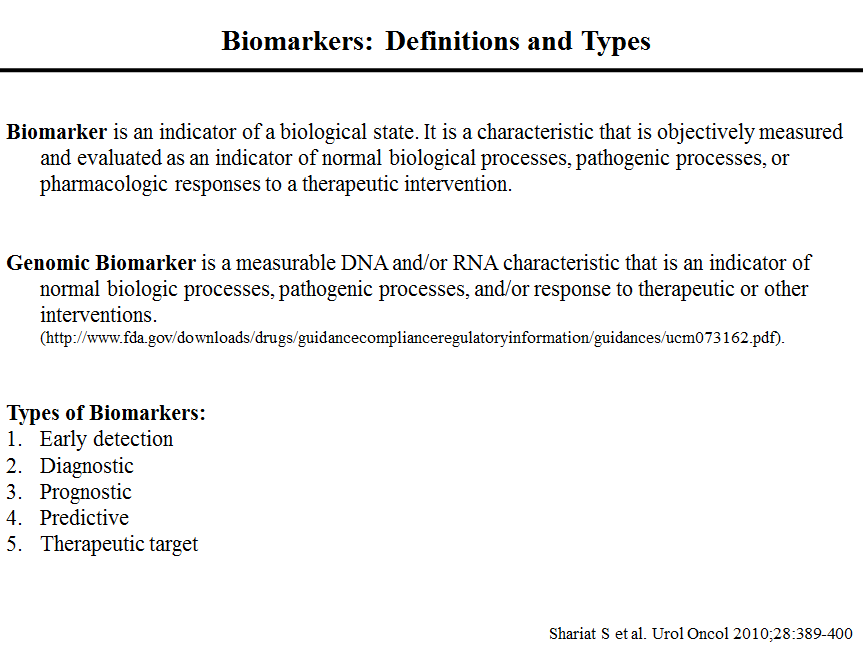 Biomarkers: Definitions and Types
Biomarker is an indicator of a biological state. It is a characteristic that is objectively measured
and evaluated as an indicator of normal biological processes, pathogenic processes, or
pharmacologic responses to a therapeutic intervention.
Genomic Biomarker is a measurable DNA and/or RNA characteristic that is an indicator of
normal biologic processes, pathogenic processes, and/or response to therapeutic or other
interventions.
(http://www.fda.gov/downloads/drugs/guidancecomplianceregulatoryinformation/guidances/ucm073162.pdf).
Types of Biomarkers:
1. Early detection
2. Diagnostic
3. Prognostic
4. Predictive
5. Therapeutic target
Shariat S et al. Urol Oncol 2010;28:389-400